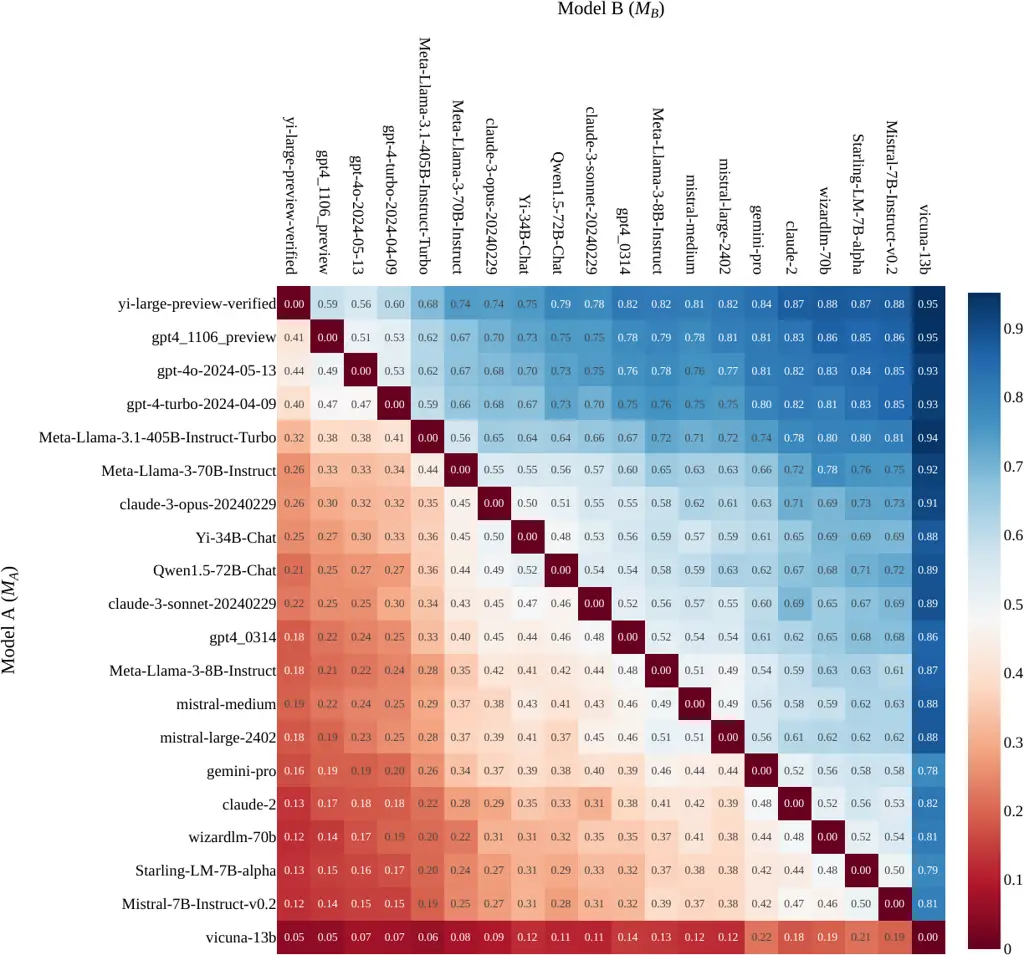 Model B (M_B)
yi-large-preview-verified
gpt4_1106_preview
gpt-4o-2024-05-13
gpt-4-turbo-2024-04-09
Meta-Llama-3.1-405B-Instruct-Turbo
Meta-Llama-3-70B-Instruct
claude-3-opus-20240229
Yi-34B-Chat
Qwen1.5-72B-Chat
claude-3-sonnet-20240229
gpt4_0314
Meta-Llama-3-8B-Instruct
mistral-medium
mistral-large-2402
gemini-pro
claude-2
wizardlm-70b
Starling-LM-7B-alpha
Mistral-7B-Instruct-v0.2
vicuna-13b
Model A (M_A)
yi-large-preview-verified 0.00 0.59 0.56 0.60 0.68 0.74 0.74 0.75 0.79 0.78 0.82 0.82 0.81 0.82 0.84 0.87 0.88 0.87 0.88 0.95
gpt4_1106_preview 0.41 0.00 0.51 0.53 0.62 0.67 0.70 0.73 0.75 0.75 0.78 0.79 0.78 0.81 0.81 0.83 0.86 0.85 0.86 0.95
gpt-4o-2024-05-13 0.44 0.49 0.00 0.53 0.62 0.67 0.68 0.70 0.73 0.75 0.76 0.78 0.76 0.77 0.81 0.82 0.83 0.84 0.85 0.93
gpt-4-turbo-2024-04-09 0.40 0.47 0.47 0.00 0.59 0.66 0.68 0.67 0.73 0.70 0.75 0.76 0.75 0.75 0.80 0.82 0.81 0.83 0.85 0.93
Meta-Llama-3.1-405B-Instruct-Turbo 0.32 0.38 0.38 0.41 0.00 0.56 0.65 0.64 0.64 0.66 0.67 0.72 0.71 0.72 0.74 0.78 0.80 0.80 0.81 0.94
Meta-Llama-3-70B-Instruct 0.26 0.33 0.33 0.34 0.44 0.00 0.55 0.55 0.56 0.57 0.60 0.65 0.63 0.63 0.66 0.72 0.78 0.76 0.75 0.92
claude-3-opus-20240229 0.26 0.30 0.32 0.32 0.35 0.45 0.00 0.50 0.51 0.55 0.55 0.58 0.62 0.61 0.63 0.71 0.69 0.73 0.73 0.91
Yi-34B-Chat 0.25 0.27 0.30 0.33 0.36 0.45 0.50 0.00 0.48 0.53 0.56 0.59 0.57 0.59 0.61 0.65 0.69 0.69 0.69 0.88
Qwen1.5-72B-Chat 0.21 0.25 0.27 0.27 0.36 0.44 0.49 0.52 0.00 0.54 0.54 0.58 0.59 0.63 0.62 0.67 0.68 0.71 0.72 0.89
claude-3-sonnet-20240229 0.22 0.25 0.25 0.30 0.34 0.43 0.45 0.47 0.46 0.00 0.52 0.56 0.57 0.55 0.60 0.69 0.65 0.67 0.69 0.89
gpt4_0314 0.18 0.22 0.24 0.25 0.33 0.40 0.45 0.44 0.46 0.48 0.00 0.52 0.54 0.54 0.61 0.62 0.65 0.68 0.68 0.86
Meta-Llama-3-8B-Instruct 0.18 0.21 0.22 0.24 0.28 0.35 0.42 0.41 0.42 0.44 0.48 0.00 0.51 0.49 0.54 0.59 0.63 0.63 0.61 0.87
mistral-medium 0.19 0.22 0.24 0.25 0.29 0.37 0.38 0.43 0.41 0.43 0.46 0.49 0.00 0.49 0.56 0.58 0.59 0.62 0.63 0.88
mistral-large-2402 0.18 0.19 0.23 0.25 0.28 0.37 0.39 0.41 0.37 0.45 0.46 0.51 0.51 0.00 0.56 0.61 0.62 0.62 0.62 0.88
gemini-pro 0.16 0.19 0.19 0.20 0.26 0.34 0.37 0.39 0.38 0.40 0.39 0.46 0.44 0.44 0.00 0.52 0.56 0.58 0.58 0.78
claude-2 0.13 0.17 0.18 0.18 0.22 0.28 0.29 0.35 0.33 0.31 0.38 0.41 0.42 0.39 0.48 0.00 0.52 0.56 0.53 0.82
wizardlm-70b 0.12 0.14 0.17 0.19 0.20 0.22 0.31 0.31 0.32 0.35 0.35 0.37 0.41 0.38 0.44 0.48 0.00 0.52 0.54 0.81
Starling-LM-7B-alpha 0.13 0.15 0.16 0.17 0.20 0.24 0.27 0.31 0.29 0.33 0.32 0.37 0.38 0.38 0.42 0.44 0.48 0.00 0.50 0.79
Mistral-7B-Instruct-v0.2 0.12 0.14 0.15 0.15 0.19 0.25 0.27 0.31 0.28 0.31 0.32 0.39 0.37 0.38 0.42 0.47 0.46 0.50 0.00 0.81
vicuna-13b 0.05 0.05 0.07 0.07 0.06 0.08 0.09 0.12 0.11 0.11 0.14 0.13 0.12 0.12 0.22 0.18 0.19 0.21 0.19 0.00
0.9
0.8
0.7
0.6
0.5
0.4
0.3
0.2
0.1
0